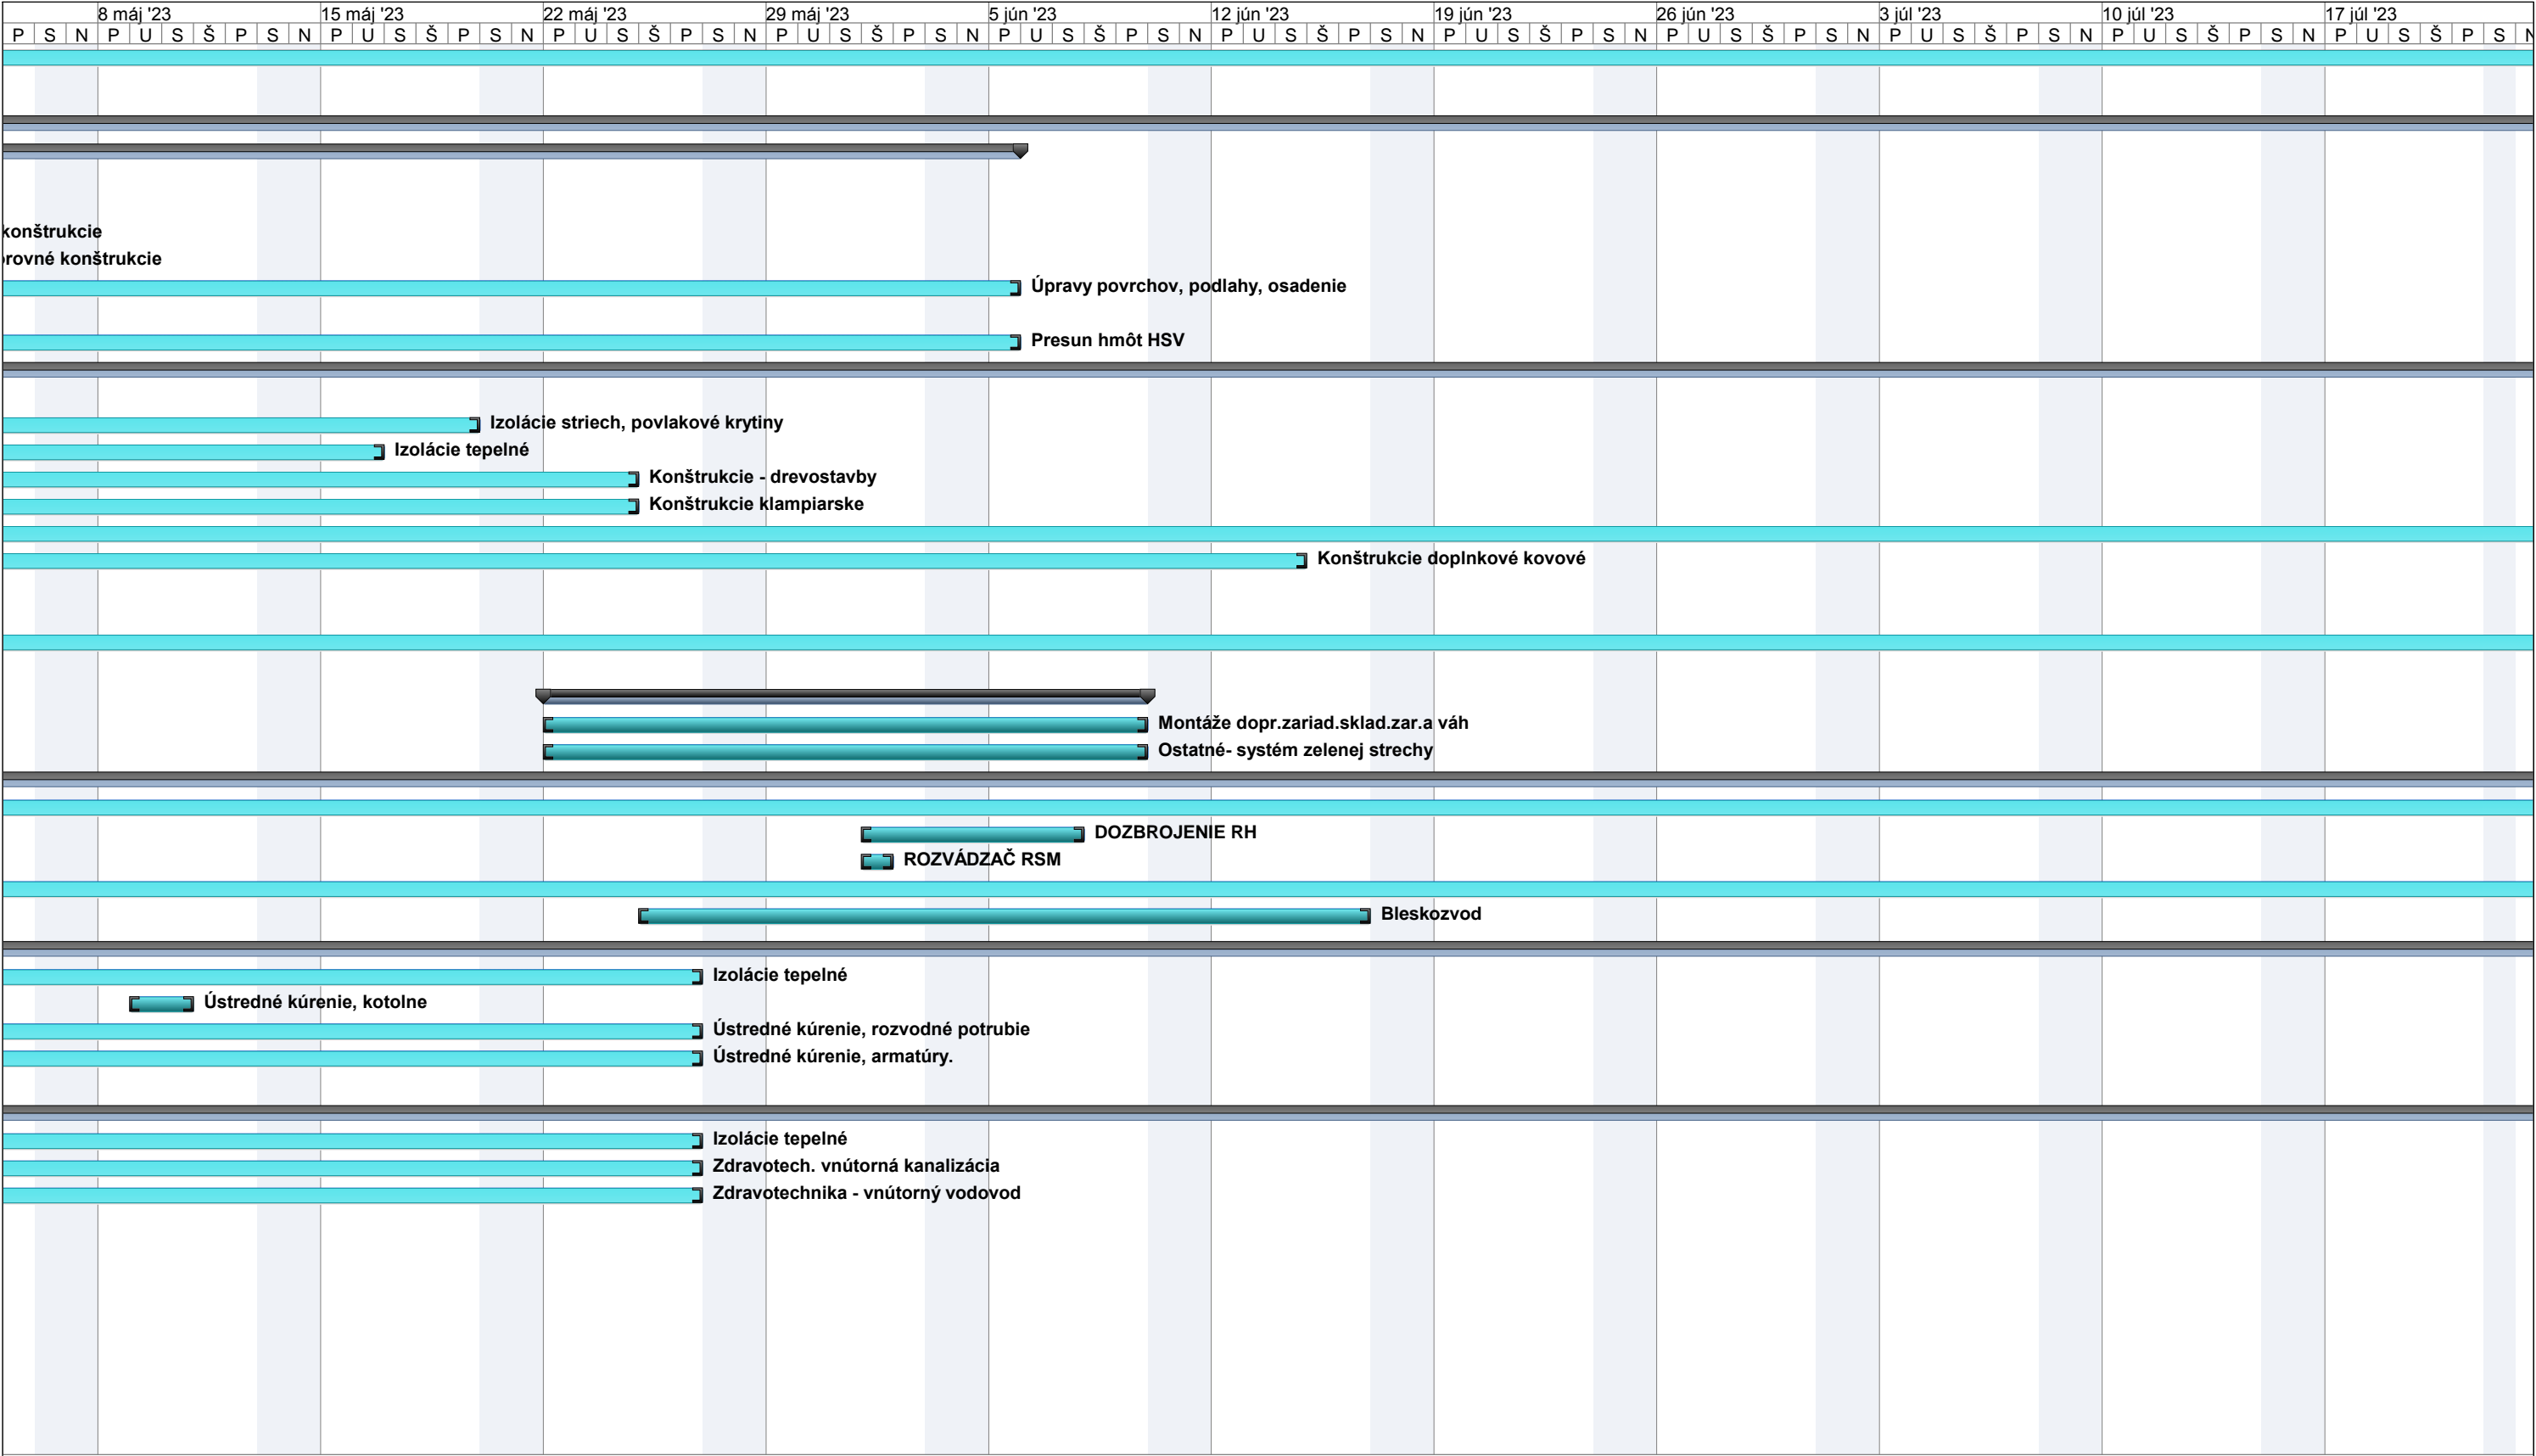 8 máj '23 15 máj '23 22 máj '23 29 máj '23 5 jún '23 12 jún '23 19 jún '23 26 jún '23 3 júl '23 10 júl '23 17 júl '23
P S N P U S Š P S N P U S Š P S N P U S Š P S N P U S Š P S N P U S Š P S N P U S Š P S N P U S Š P S N P U S Š P S N P U S Š P S N P U S Š P S N P U S Š P S N
konštrukcie
rovné konštrukcie
Úpravy povrchov, podlahy, osadenie
Presun hmôt HSV
Izolácie striech, povlakové krytiny
Izolácie tepelné
Konštrukcie - drevostavby
Konštrukcie klampiarske
Konštrukcie doplnkové kovové
Montáže dopr.zariad.sklad.zar.a váh
Ostatné- systém zelenej strechy
DOZBROJENIE RH
ROZVÁDZAČ RSM
Bleskozvod
Izolácie tepelné
Ústredné kúrenie, kotolne
Ústredné kúrenie, rozvodné potrubie
Ústredné kúrenie, armatúry.
Izolácie tepelné
Zdravotech. vnútorná kanalizácia
Zdravotechnika - vnútorný vodovod